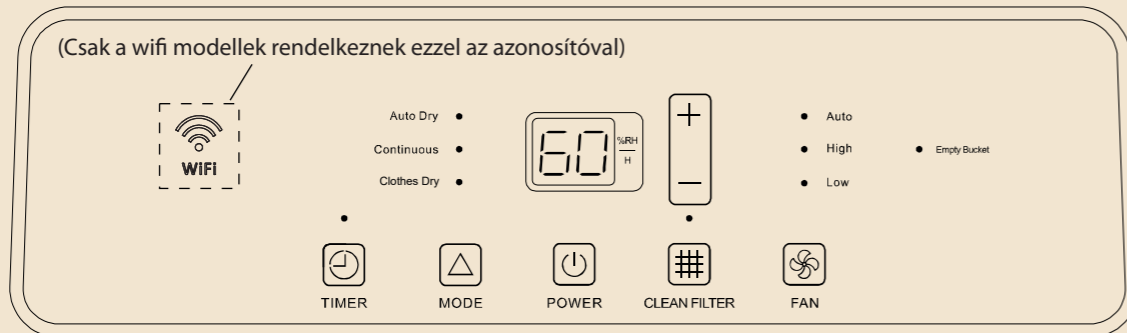 (Csak a wifi modellek rendelkeznek ezzel az azonosítóval)
WiFi
Auto Dry
Continuous
Clothes Dry
60
%RH
H
+
−
Auto
High
Low
Empty Bucket
TIMER
MODE
POWER
CLEAN FILTER
FAN